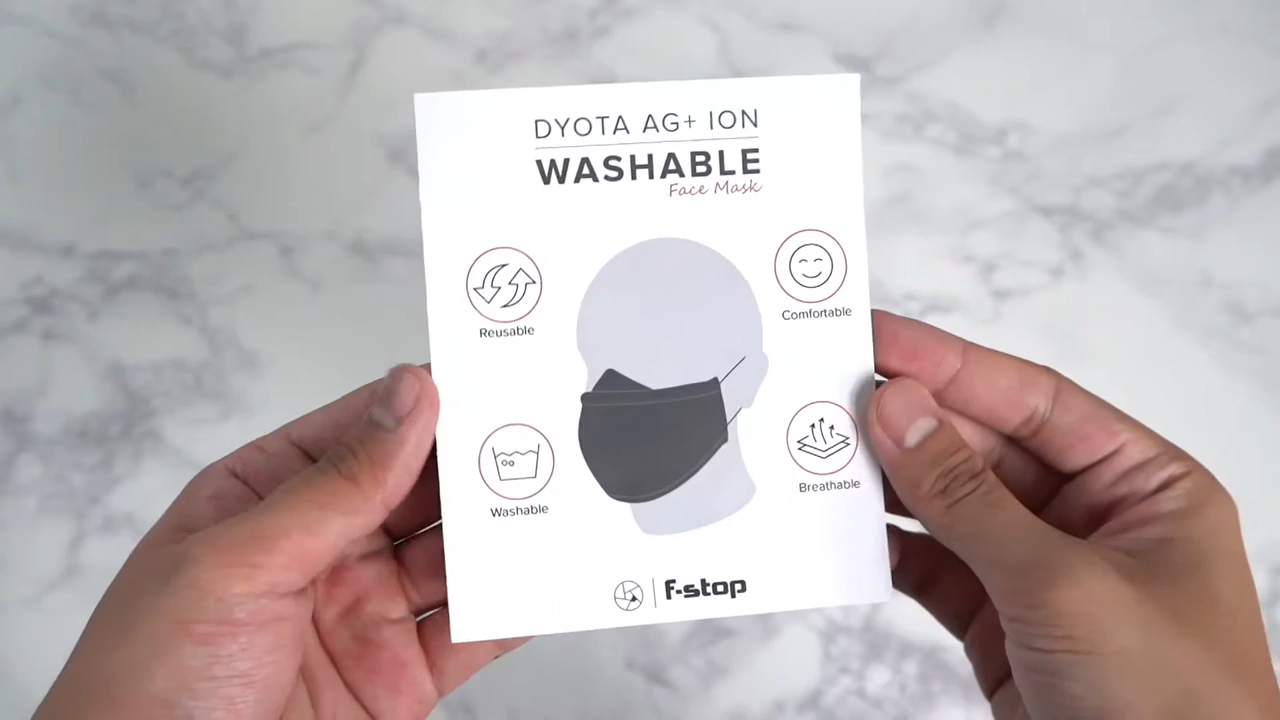 DYOTA AG+ ION
WASHABLE
Face Mask
Reusable
Comfortable
Washable
Breathable
f-stop